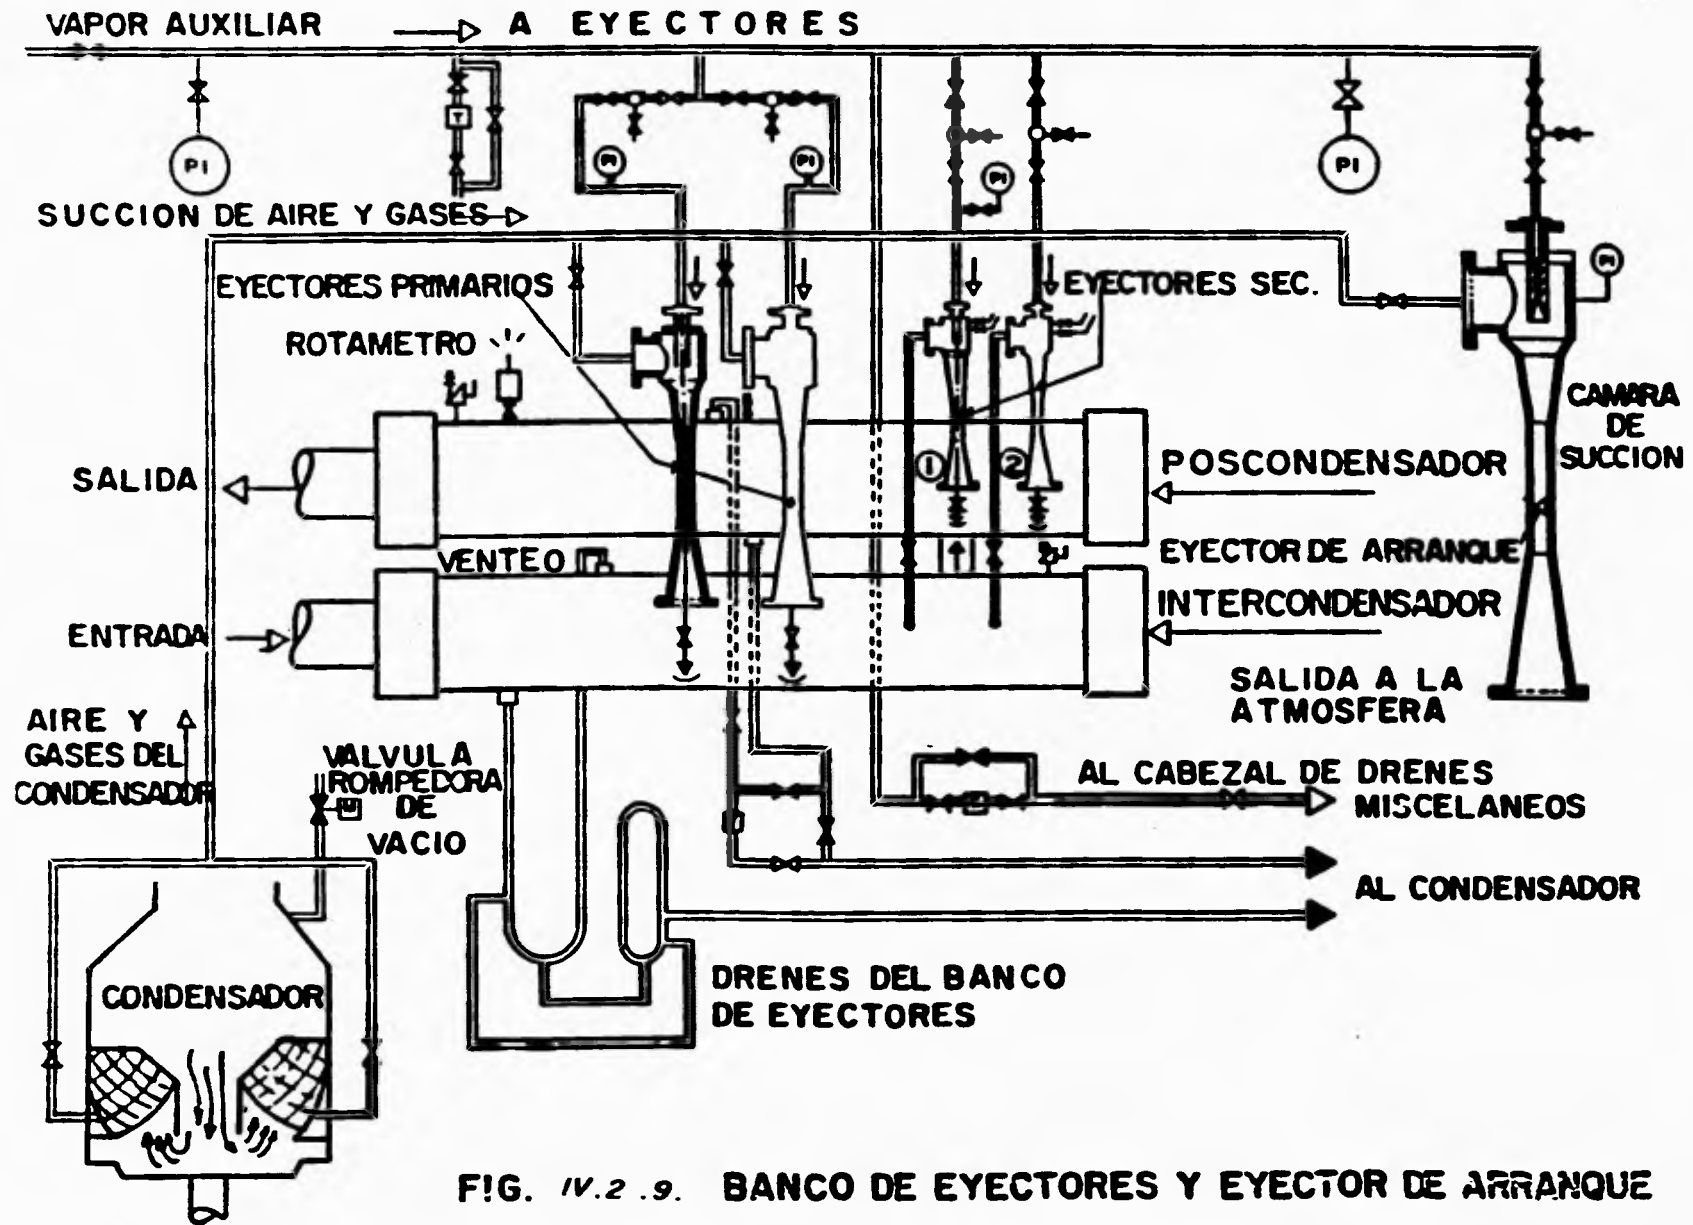 VAPOR AUXILIAR
A EYECTORES
T
PI
PI
PI
PI
PI
SUCCION DE AIRE Y GASES
EYECTORES PRIMARIOS
EYECTORES SEC.
PI
ROTAMETRO
CAMARA
DE
SUCCION
SALIDA
1
2
POSCONDENSADOR
VENTEO
EYECTOR DE ARRANQUE
INTERCONDENSADOR
ENTRADA
SALIDA A LA
ATMOSFERA
AIRE Y
GASES DEL
CONDENSADOR
VALVULA
ROMPEDORA
DE
VACIO
AL CABEZAL DE DRENES
MISCELANEOS
AL CONDENSADOR
CONDENSADOR
DRENES DEL BANCO
DE EYECTORES
FIG. IV.2.9. BANCO DE EYECTORES Y EYECTOR DE ARRANQUE